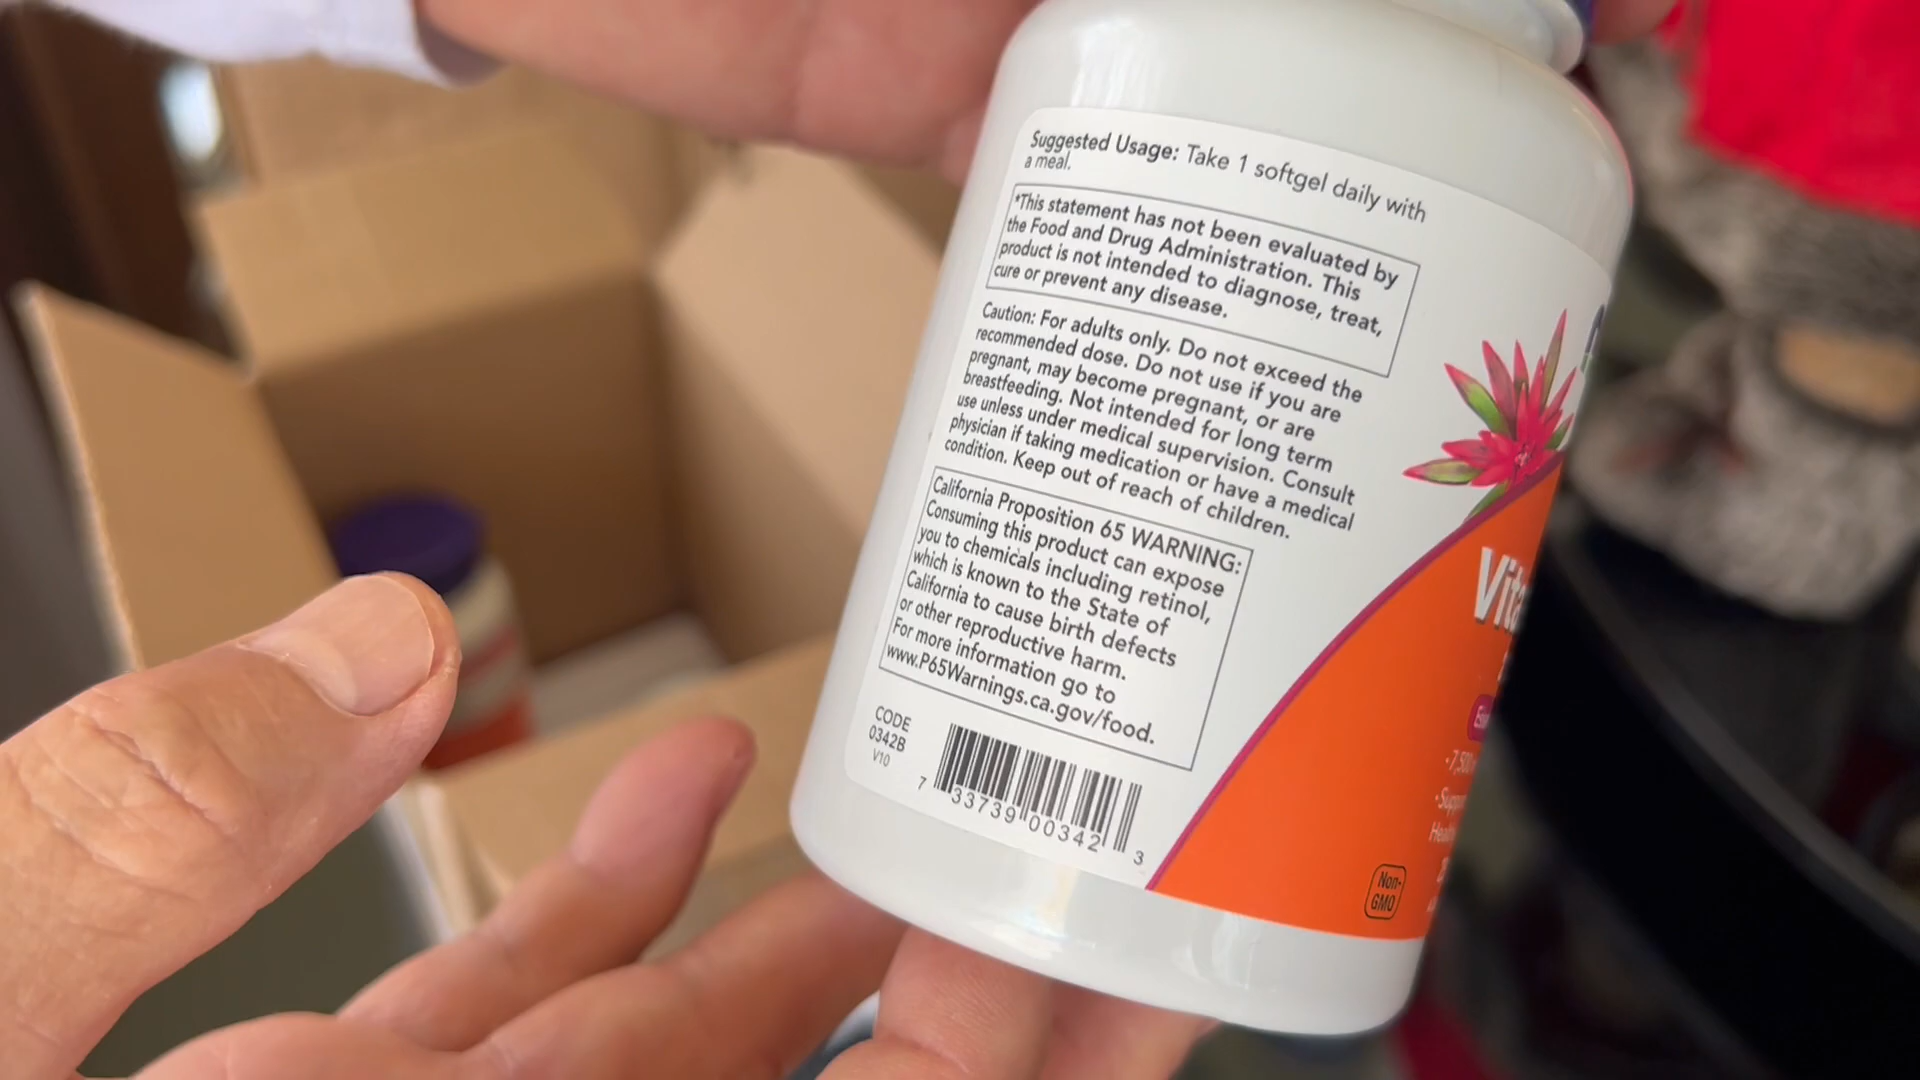 Suggested Usage: Take 1 softgel daily with
a meal.
*This statement has not been evaluated by
the Food and Drug Administration. This
product is not intended to diagnose, treat,
cure or prevent any disease.
Caution: For adults only. Do not exceed the
recommended dose. Do not use if you are
pregnant, may become pregnant, or are
breastfeeding. Not intended for long term
use unless under medical supervision. Consult
physician if taking medication or have a medical
condition. Keep out of reach of children.
California Proposition 65 WARNING:
Consuming this product can expose
you to chemicals including retinol,
which is known to the State of
California to cause birth defects
or other reproductive harm.
For more information go to
www.P65Warnings.ca.gov/food.
CODE
0342B
V10
7 33739 00342 3
Non-
GMO